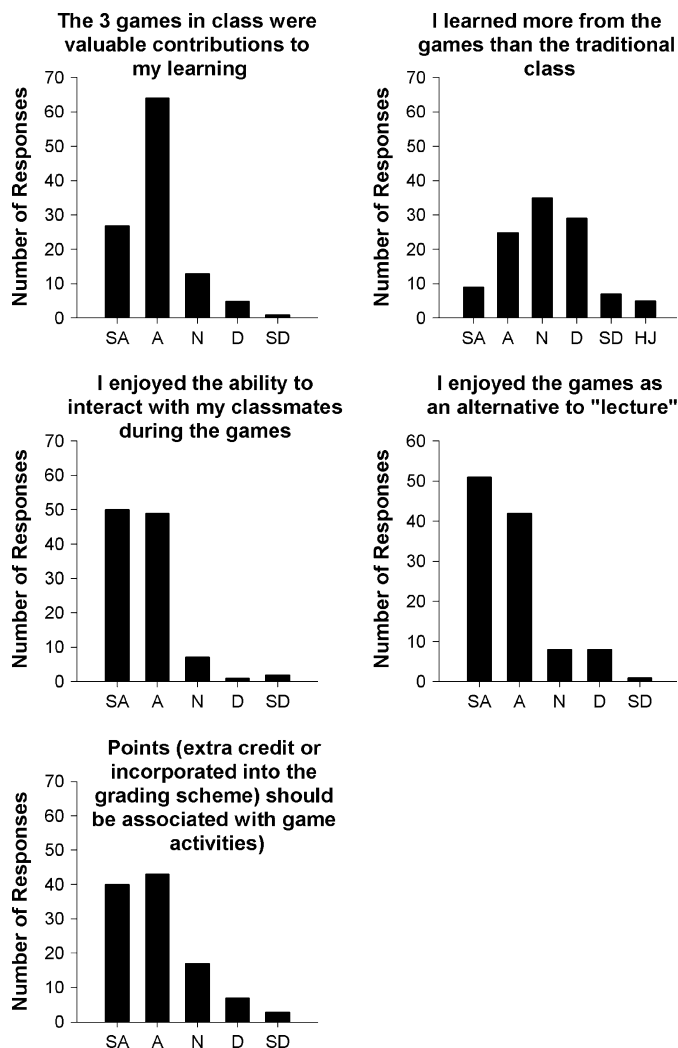 The 3 games in class were
valuable contributions to
my learning
Number of Responses
70
60
50
40
30
20
10
0
SA A N D SD
I learned more from the
games than the traditional
class
Number of Responses
70
60
50
40
30
20
10
0
SA A N D SD HJ
I enjoyed the ability to
interact with my classmates
during the games
Number of Responses
70
60
50
40
30
20
10
0
SA A N D SD
I enjoyed the games as
an alternative to "lecture"
Number of Responses
60
50
40
30
20
10
0
SA A N D SD
Points (extra credit or
incorporated into the
grading scheme) should
be associated with game
activities)
Number of Responses
70
60
50
40
30
20
10
0
SA A N D SD